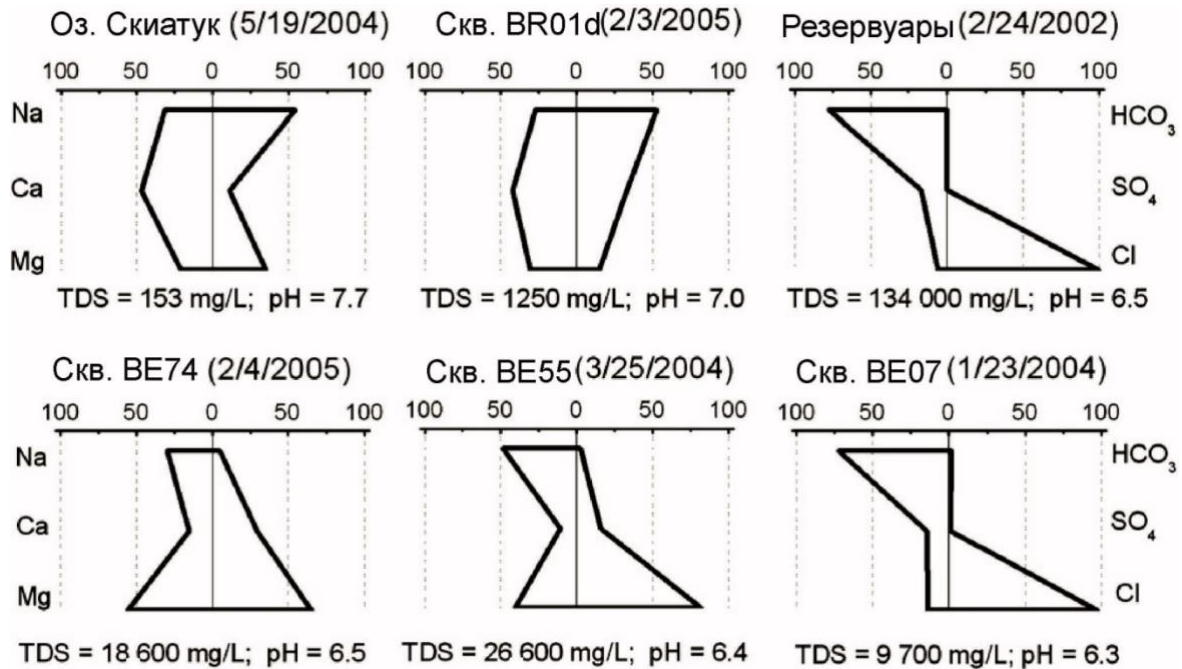 Оз. Скиатук (5/19/2004) Скв. BR01d(2/3/2005) Резервуары (2/24/2002)
100 50 0 50 100 100 50 0 50 100 100 50 0 50 100
Na HCO₃
Ca SO₄
Mg Cl
TDS = 153 mg/L; pH = 7.7 TDS = 1250 mg/L; pH = 7.0 TDS = 134 000 mg/L; pH = 6.5
Скв. BE74 (2/4/2005) Скв. BE55(3/25/2004) Скв. BE07 (1/23/2004)
100 50 0 50 100 100 50 0 50 100 100 50 0 50 100
Na HCO₃
Ca SO₄
Mg Cl
TDS = 18 600 mg/L; pH = 6.5 TDS = 26 600 mg/L; pH = 6.4 TDS = 9 700 mg/L; pH = 6.3